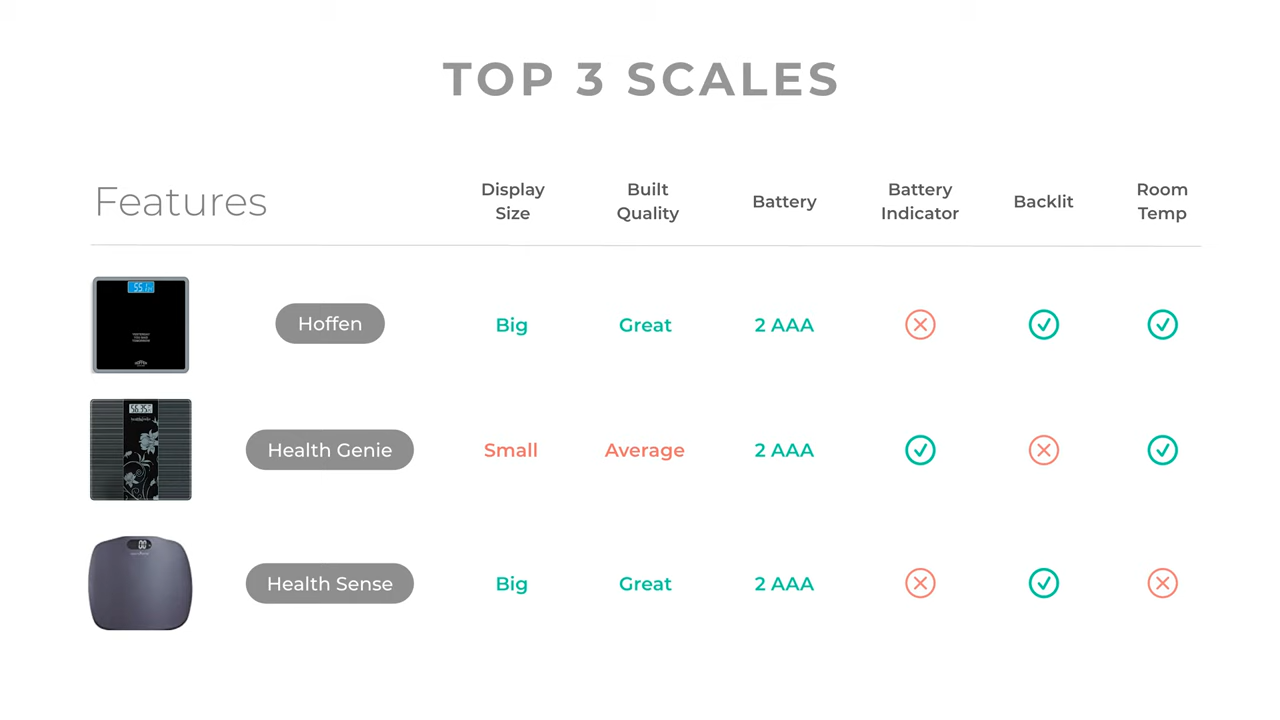 TOP 3 SCALES
Features
Display Size
Built Quality
Battery
Battery Indicator
Backlit
Room Temp
Hoffen
Big
Great
2 AAA
Health Genie
Small
Average
2 AAA
Health Sense
Big
Great
2 AAA